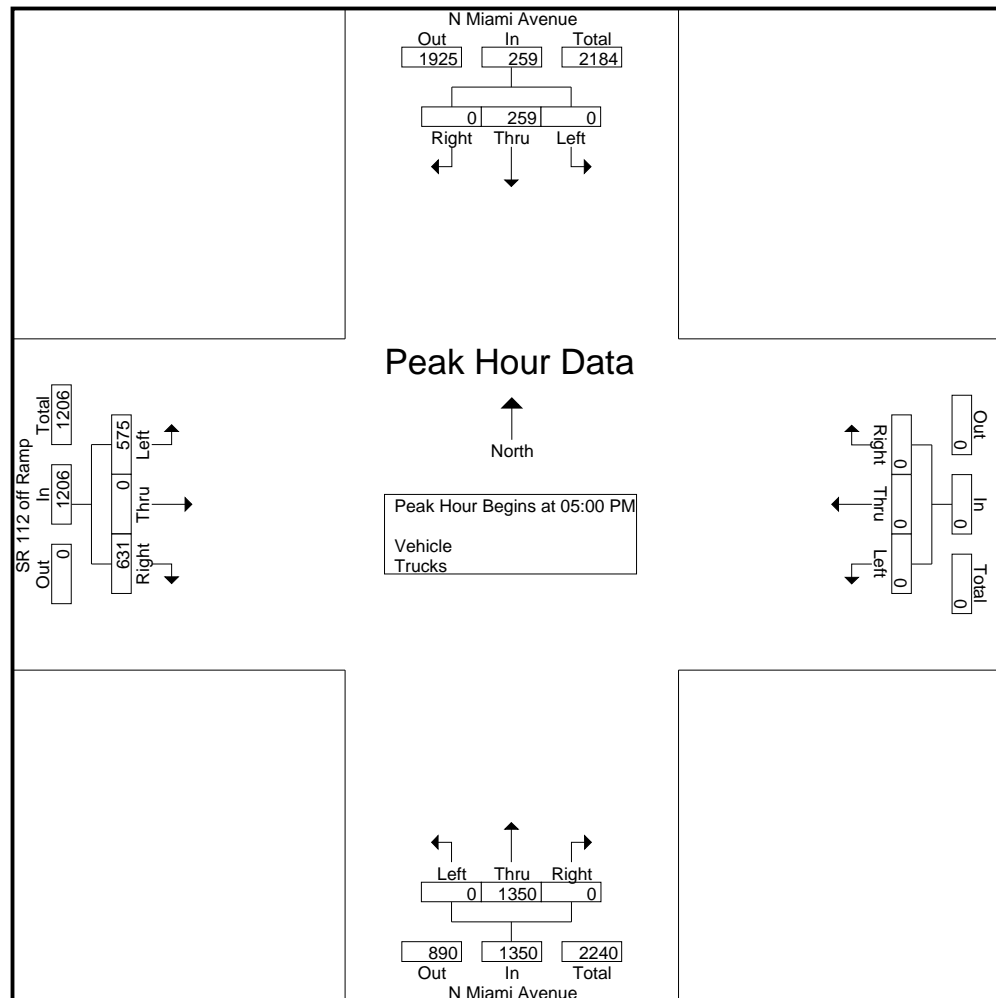 N Miami Avenue
Out In Total
1925 259 2184
0 259 0
Right Thru Left
Peak Hour Data
North
Peak Hour Begins at 05:00 PM
Vehicle
Trucks
SR 112 off Ramp
Out In Total
0 1206 1206
631 0 575
Right Thru Left
Right Thru Left
0 0 0
Out In Total
0 0 0
Left Thru Right
0 1350 0
890 1350 2240
Out In Total
N Miami Avenue